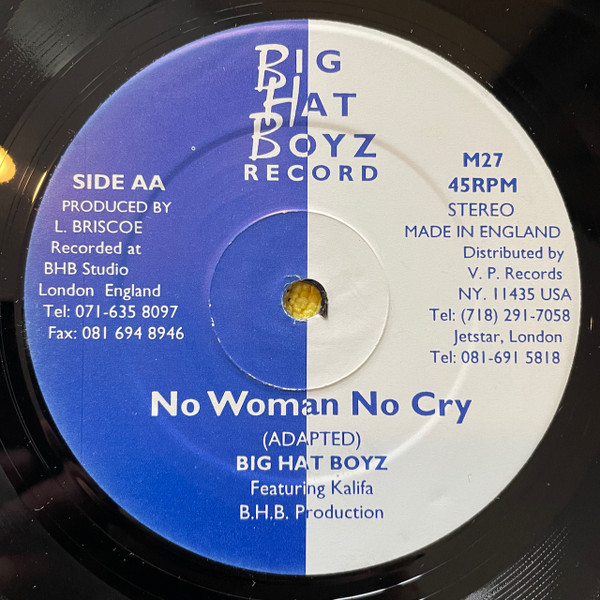 BIG
HAT
BOYZ
RECORD
SIDE AA
PRODUCED BY
L. BRISCOE
Recorded at
BHB Studio
London England
Tel: 071-635 8097
Fax: 081 694 8946
M27
45RPM
STEREO
MADE IN ENGLAND
Distributed by
V. P. Records
NY. 11435 USA
Tel: (718) 291-7058
Jetstar, London
Tel: 081-691 5818
No Woman No Cry
(ADAPTED)
BIG HAT BOYZ
Featuring Kalifa
B.H.B. Production